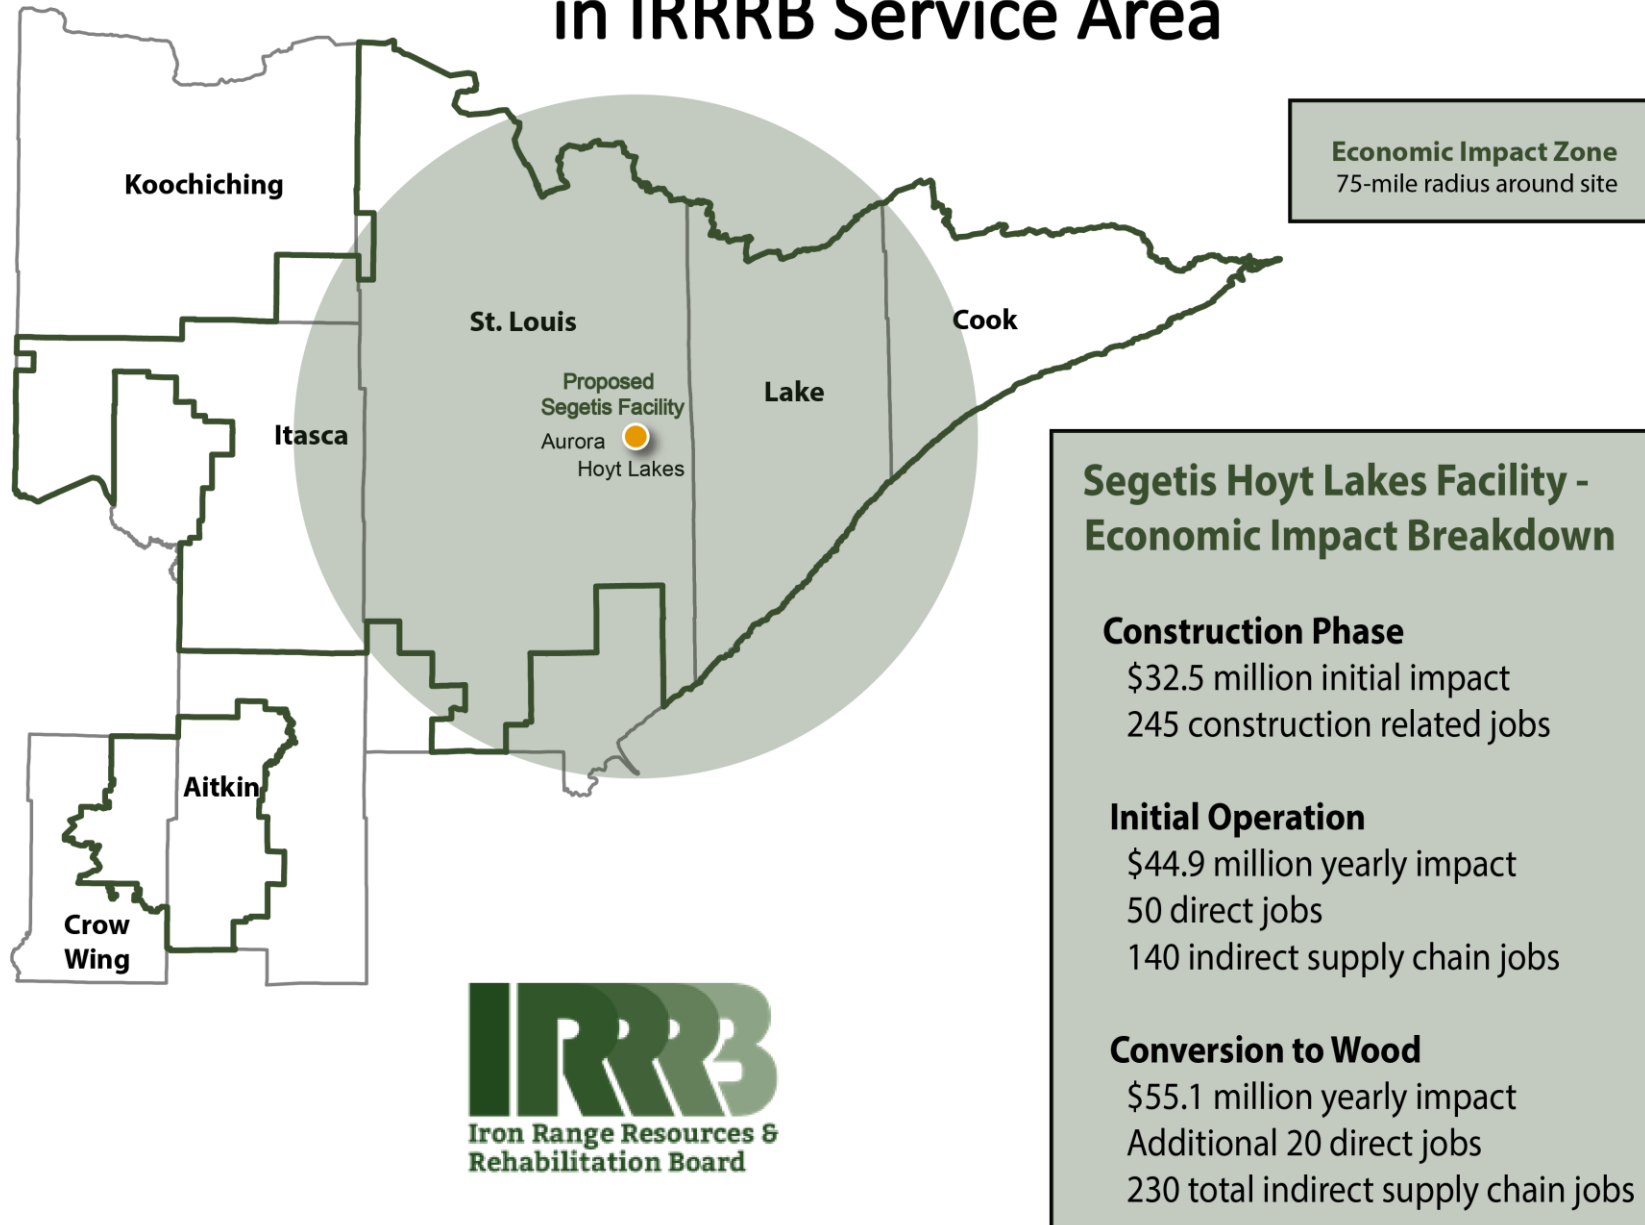 in IRRRB Service Area
Economic Impact Zone
75-mile radius around site
Koochiching
St. Louis
Cook
Lake
Proposed
Segetis Facility
Aurora
Hoyt Lakes
Itasca
Aitkin
Crow
Wing
Segetis Hoyt Lakes Facility -
Economic Impact Breakdown
Construction Phase
$32.5 million initial impact
245 construction related jobs
Initial Operation
$44.9 million yearly impact
50 direct jobs
140 indirect supply chain jobs
Conversion to Wood
$55.1 million yearly impact
Additional 20 direct jobs
230 total indirect supply chain jobs
IRRRB
Iron Range Resources &
Rehabilitation Board